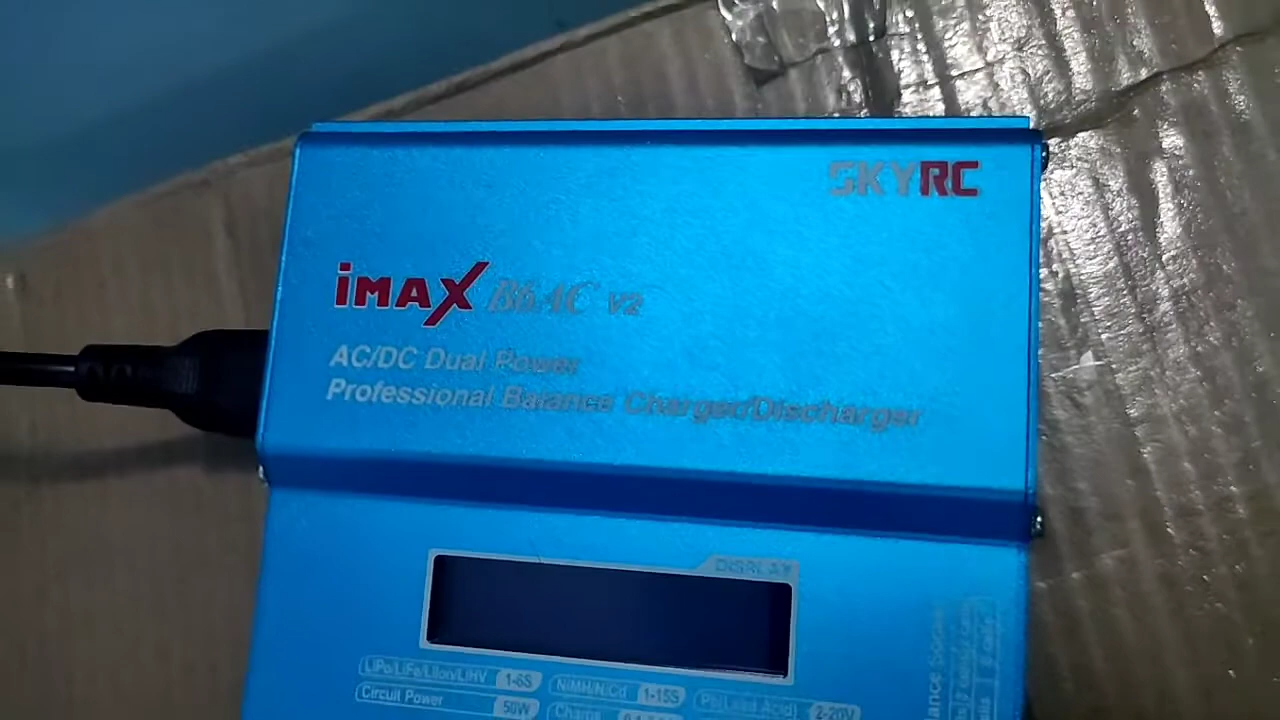 SKYRC
iMAX B6AC V2
AC/DC Dual Power
Professional Balance Charger/Discharger
DISPLAY
LiPo/LiFe/LiIon/LiHV 1-6S NiMH/NiCd 1-15S Pb(Lead Acid) 2-20V
Circuit Power 50W Charge